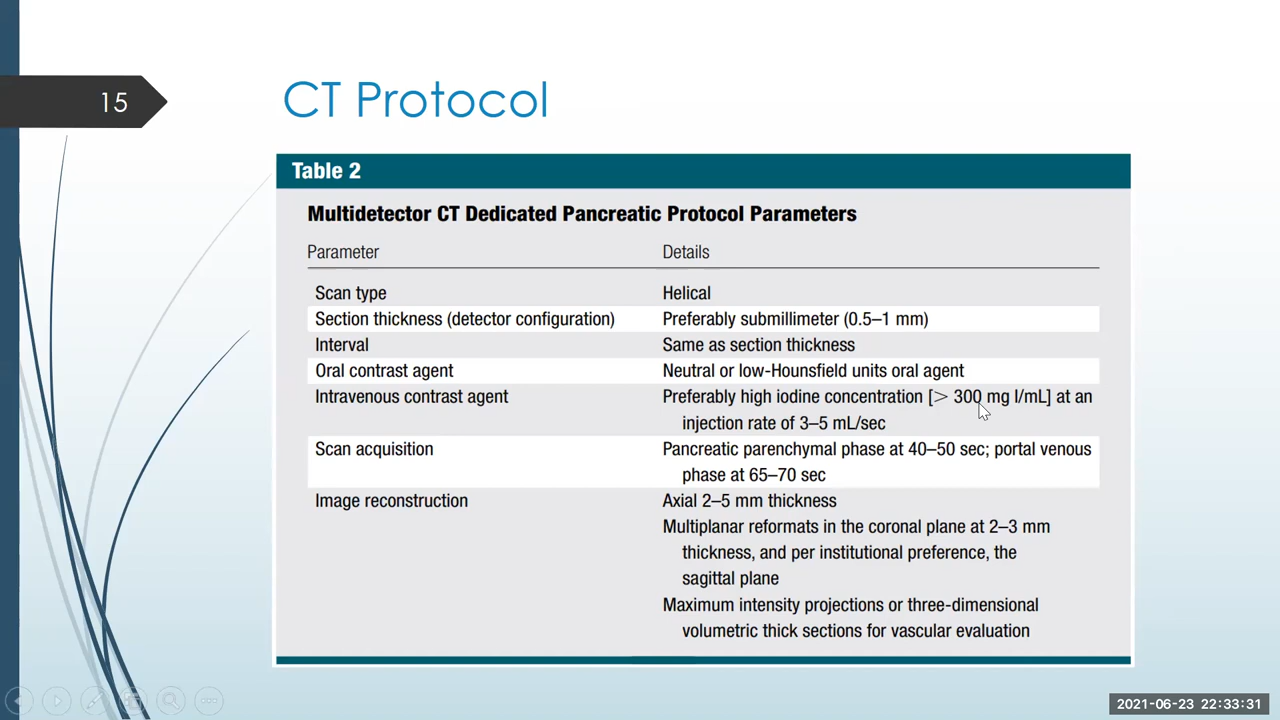 15
CT Protocol
Table 2
Multidetector CT Dedicated Pancreatic Protocol Parameters
Parameter Details
Scan type Helical
Section thickness (detector configuration) Preferably submillimeter (0.5–1 mm)
Interval Same as section thickness
Oral contrast agent Neutral or low-Hounsfield units oral agent
Intravenous contrast agent Preferably high iodine concentration [> 300 mg I/mL] at an
injection rate of 3–5 mL/sec
Scan acquisition Pancreatic parenchymal phase at 40–50 sec; portal venous
phase at 65–70 sec
Image reconstruction Axial 2–5 mm thickness
Multiplanar reformats in the coronal plane at 2–3 mm
thickness, and per institutional preference, the
sagittal plane
Maximum intensity projections or three-dimensional
volumetric thick sections for vascular evaluation
2021-06-23 22:33:31